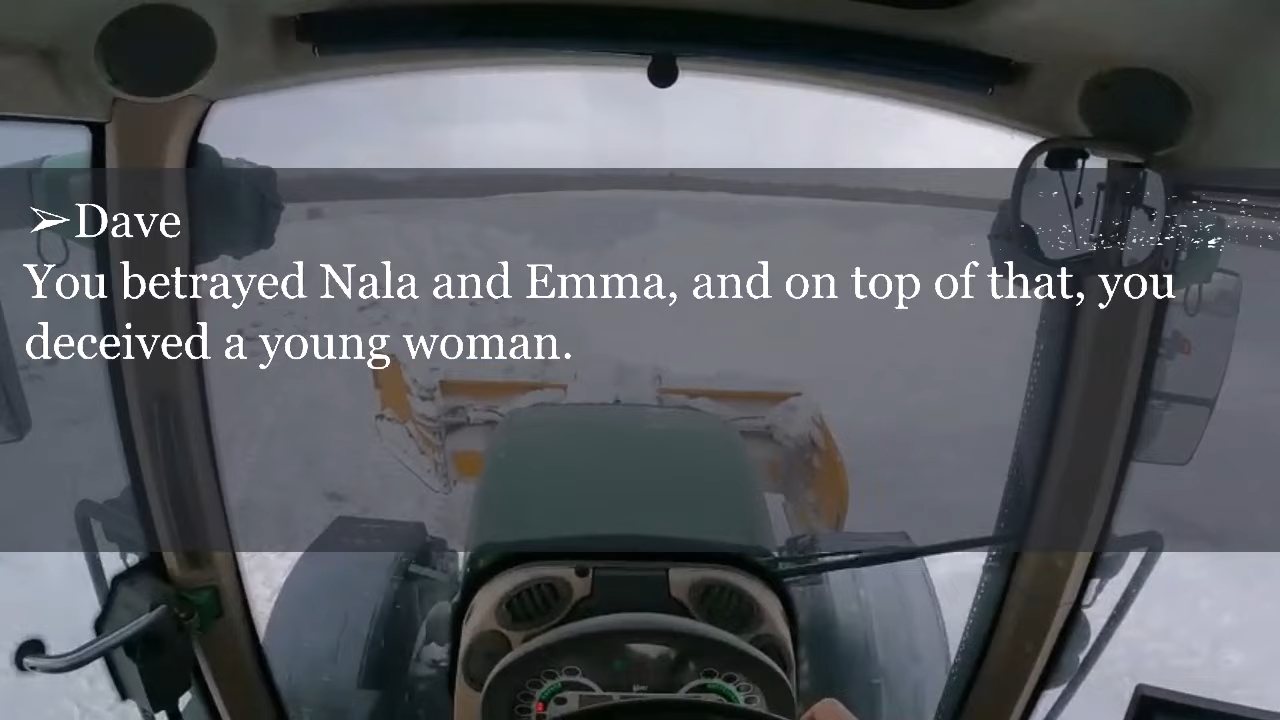 ➢Dave
You betrayed Nala and Emma, and on top of that, you
deceived a young woman.